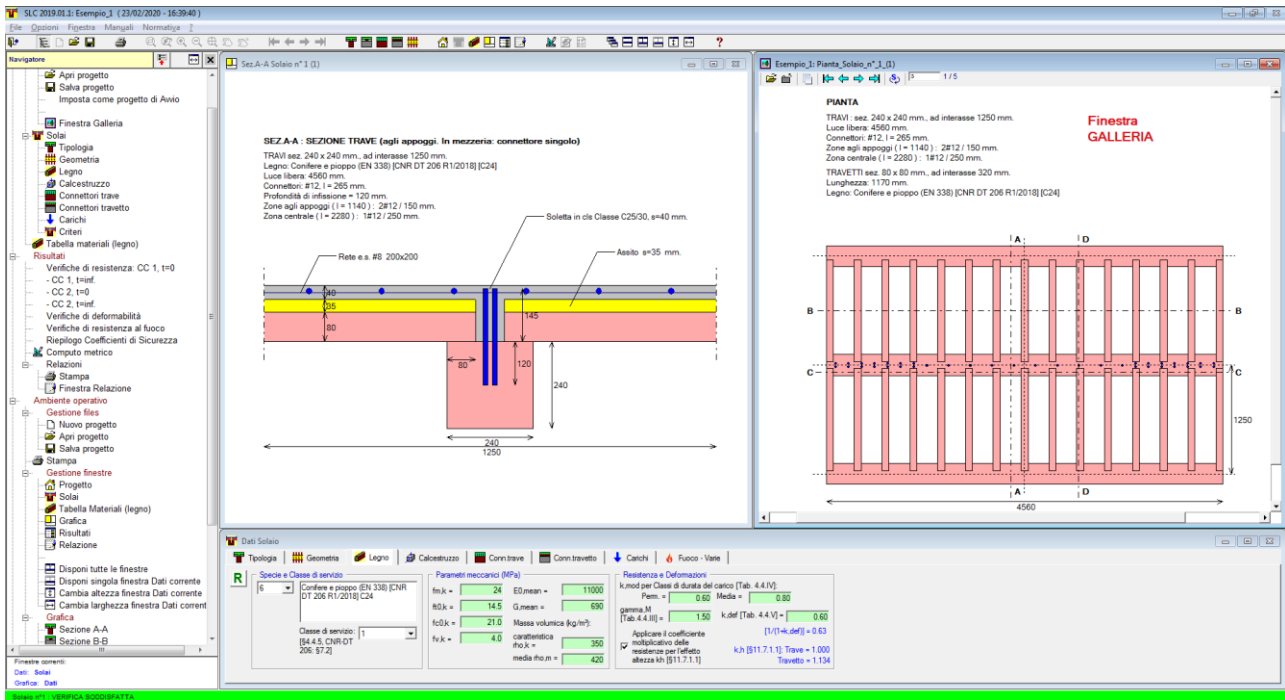 SLC 2019.01.1: Esempio_1 ( 23/02/2020 - 16:39:40 )
File Opzioni Finestra Manuali Normativa ?
Navigatore
Apri progetto
Salva progetto
Imposta come progetto di Avvio
Finestra Galleria
Solai
Tipologia
Geometria
Legno
Calcestruzzo
Connettori trave
Connettori travetto
Carichi
Criteri
Tabella materiali (legno)
Risultati
Verifiche di resistenza: CC 1, t=0
- CC 1, t=inf.
- CC 2, t=0
- CC 2, t=inf.
Verifiche di deformabilità
Verifiche di resistenza al fuoco
Riepilogo Coefficienti di Sicurezza
Computo metrico
Relazioni
Stampa
Finestra Relazione
Ambiente operativo
Gestione files
Nuovo progetto
Apri progetto
Salva progetto
Stampa
Gestione finestre
Progetto
Solai
Tabella Materiali (legno)
Grafica
Risultati
Relazione
Disponi tutte le finestre
Disponi singola finestra Dati corrente
Cambia altezza finestra Dati corrente
Cambia larghezza finestra Dati corrent
Grafica
Sezione A-A
Sezione B-B
Finestre correnti:
Dati: Solai
Grafica: Dati
Solaio n°1 : VERIFICA SODDISFATTA
Sez.A-A Solaio n° 1 (1)
SEZ.A-A : SEZIONE TRAVE (agli appoggi. In mezzeria: connettore singolo)
TRAVI sez. 240 x 240 mm., ad interasse 1250 mm.
Legno: Conifere e pioppo (EN 338) [CNR DT 206 R1/2018] [C24]
Luce libera: 4560 mm.
Connettori: #12, l = 265 mm.
Profondità di infissione = 120 mm.
Zone agli appoggi ( l = 1140 ) : 2#12 / 150 mm.
Zona centrale ( l = 2280 ) : 1#12 / 250 mm.
Soletta in cls Classe C25/30, s=40 mm.
Rete e.s. #8 200x200
Assito s=35 mm.
40
35
80
145
80
120
240
240
1250
Esempio_1: Pianta_Solaio_n°_1_(1)
3
1 / 5
PIANTA
TRAVI : sez. 240 x 240 mm., ad interasse 1250 mm.
Luce libera: 4560 mm.
Connettori: #12, l = 265 mm.
Zone agli appoggi ( l = 1140 ) : 2#12 / 150 mm.
Zona centrale ( l = 2280 ) : 1#12 / 250 mm.
TRAVETTI sez. 80 x 80 mm., ad interasse 320 mm.
Lunghezza: 1170 mm.
Legno: Conifere e pioppo (EN 338) [CNR DT 206 R1/2018] [C24]
Finestra
GALLERIA
A D
B B
C C
1250
A D
4560
Dati Solaio
Tipologia Geometria Legno Calcestruzzo Conn.trave Conn.travetto Carichi Fuoco - Varie
R
Specie e Classe di servizio
6
Conifere e pioppo (EN 338) [CNR DT 206 R1/2018] C24
Classe di servizio: 1
[§4.4.5, CNR-DT 206: §7.2]
Parametri meccanici (MPa)
fm,k = 24 E0,mean = 11000
ft0,k = 14.5 G,mean = 690
fc0,k = 21.0 Massa volumica (kg/m³):
fv,k = 4.0 caratteristica rho,k = 350
media rho,m = 420
Resistenza e Deformazioni
k,mod per Classi di durata del carico [Tab. 4.4.IV]:
Perm. = 0.60 Media = 0.80
gamma,M [Tab.4.4.III] = 1.50 k,def [Tab. 4.4.V] = 0.60
[1/(1+k,def)] = 0.63
Applicare il coefficiente moltiplicativo delle resistenze per l'effetto altezza kh [§11.7.1.1]
k,h [§11.7.1.1]: Trave = 1.000
Travetto = 1.134